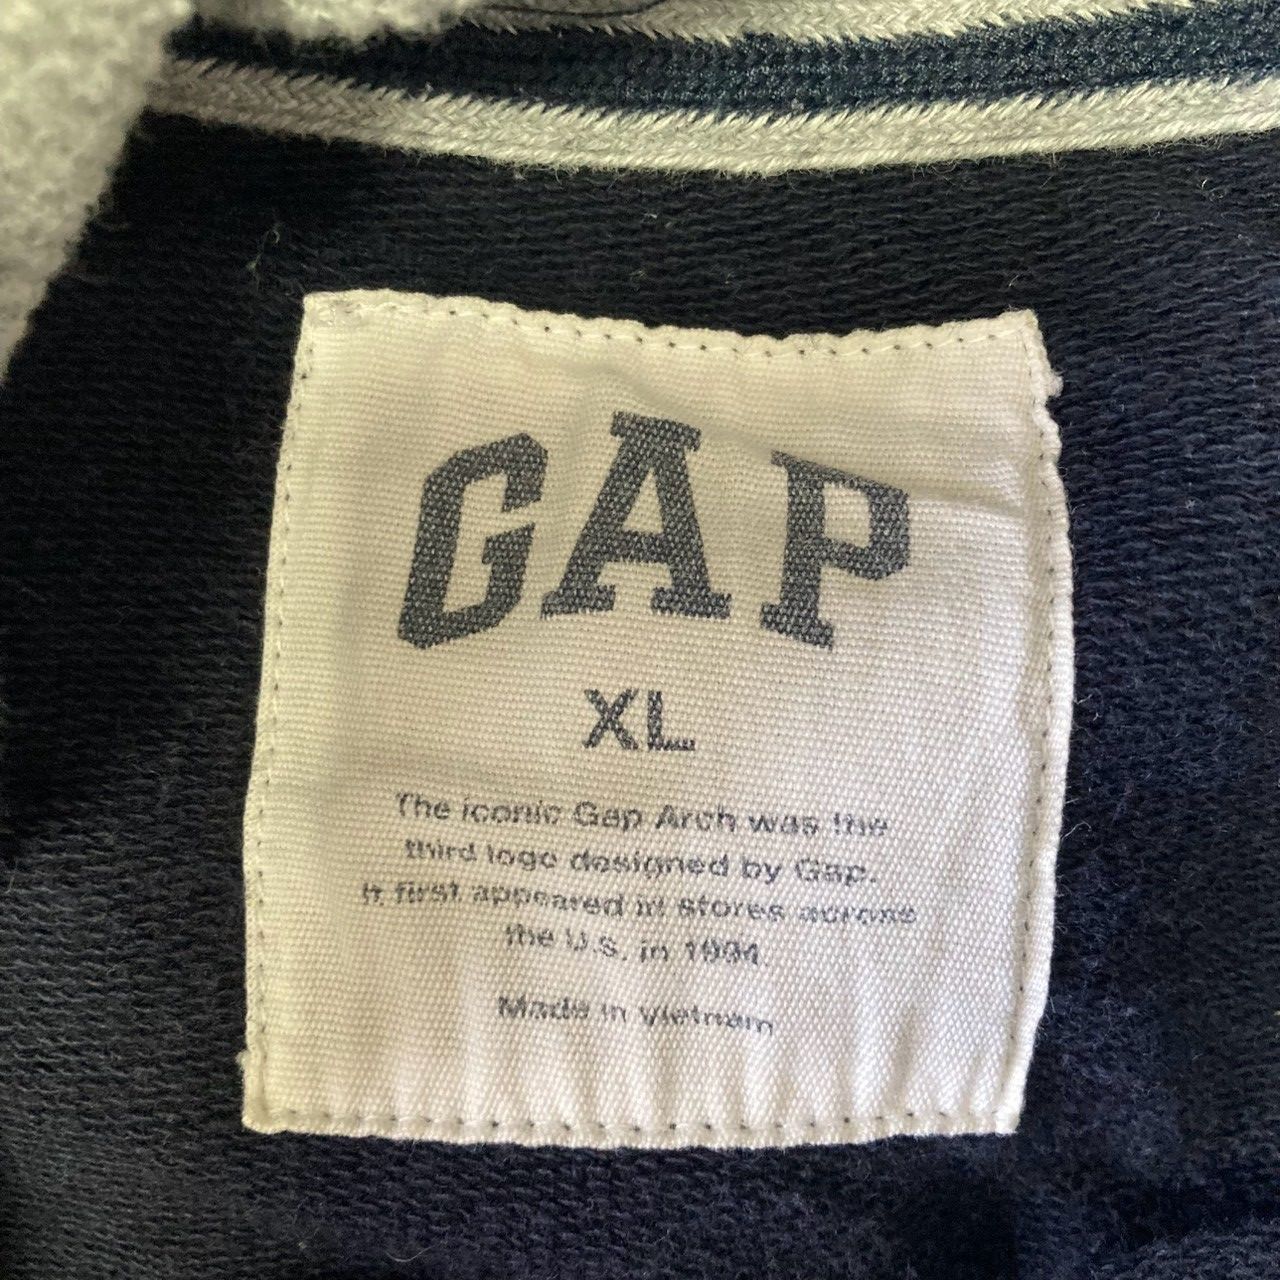 GAP
XL
The iconic Gap Arch was the
third logo designed by Gap.
It first appeared in stores across
the U.S. in 1994.
Made in Vietnam